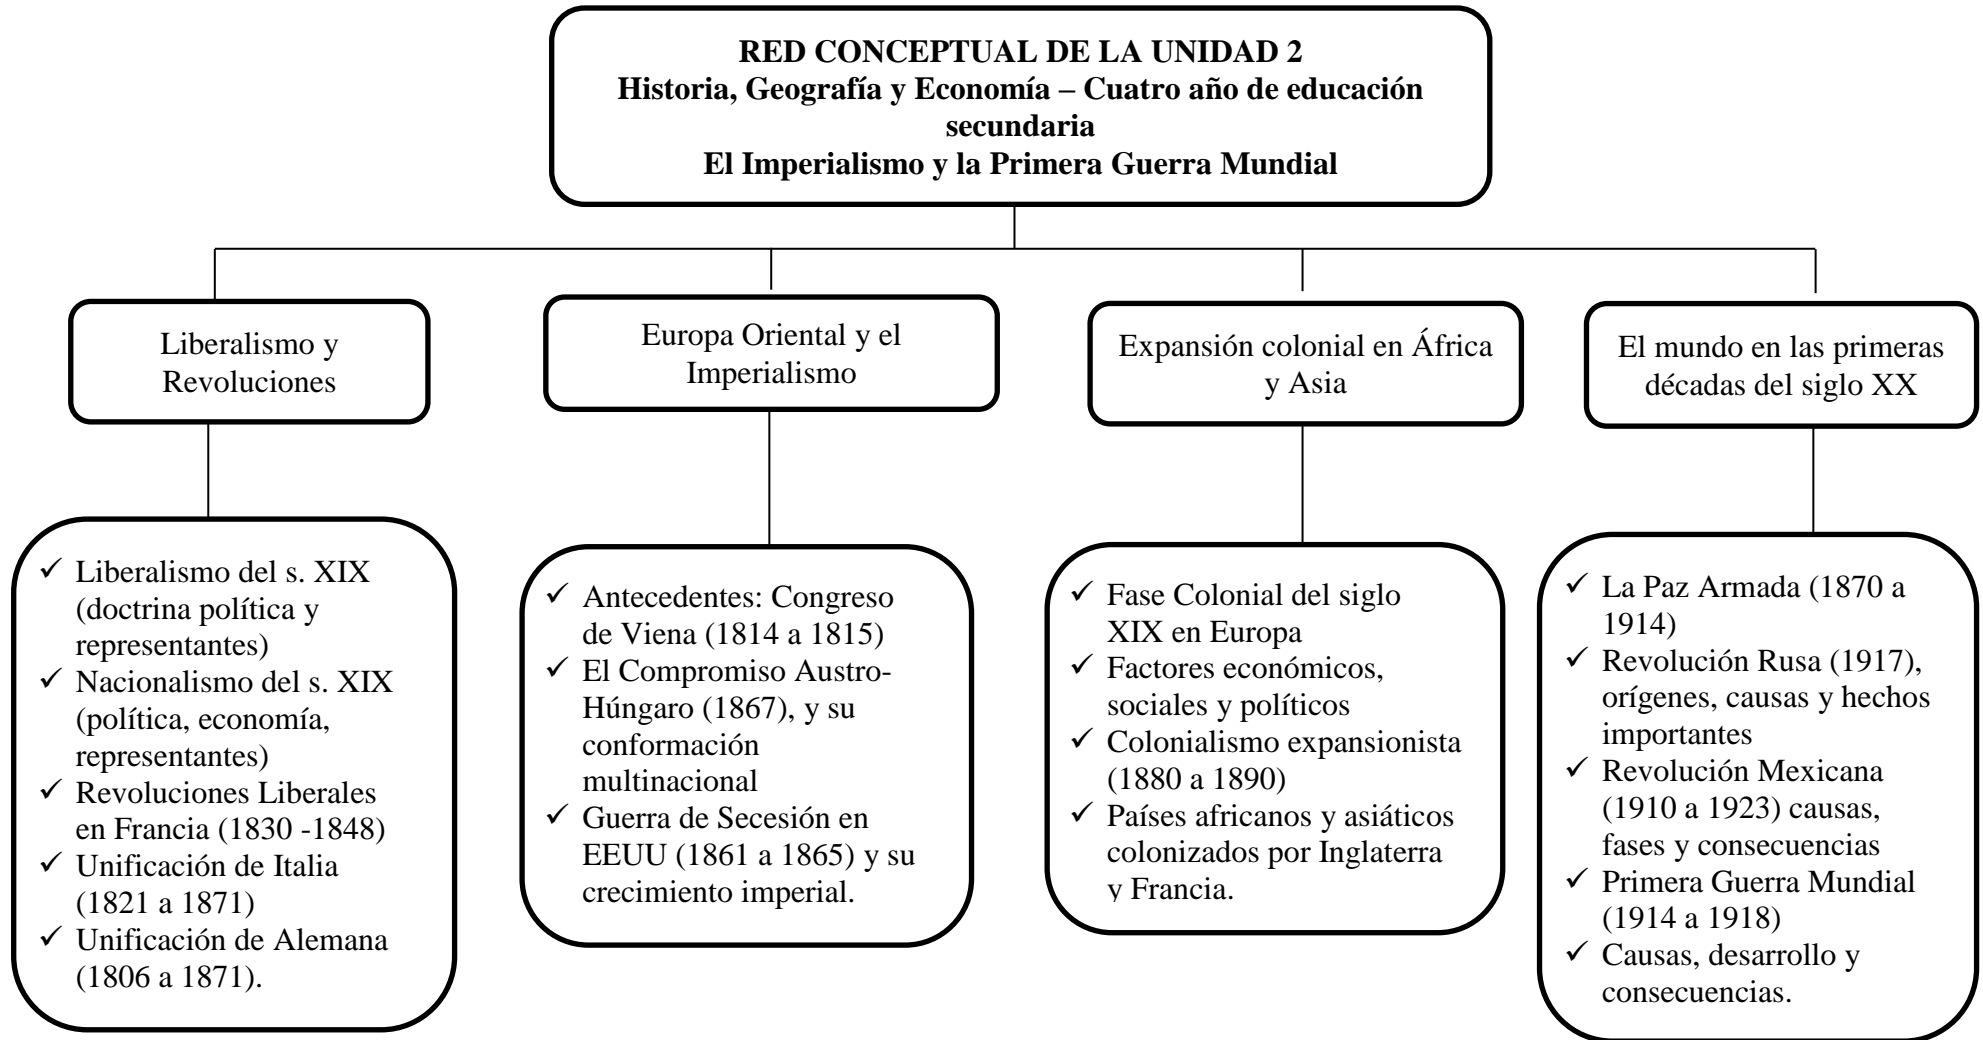 RED CONCEPTUAL DE LA UNIDAD 2
Historia, Geografía y Economía – Cuatro año de educación
secundaria
El Imperialismo y la Primera Guerra Mundial
Liberalismo y
Revoluciones
Europa Oriental y el
Imperialismo
Expansión colonial en África
y Asia
El mundo en las primeras
décadas del siglo XX
✓ Liberalismo del s. XIX
(doctrina política y
representantes)
✓ Nacionalismo del s. XIX
(política, economía,
representantes)
✓ Revoluciones Liberales
en Francia (1830 -1848)
✓ Unificación de Italia
(1821 a 1871)
✓ Unificación de Alemana
(1806 a 1871).
✓ Antecedentes: Congreso
de Viena (1814 a 1815)
✓ El Compromiso Austro-
Húngaro (1867), y su
conformación
multinacional
✓ Guerra de Secesión en
EEUU (1861 a 1865) y su
crecimiento imperial.
✓ Fase Colonial del siglo
XIX en Europa
✓ Factores económicos,
sociales y políticos
✓ Colonialismo expansionista
(1880 a 1890)
✓ Países africanos y asiáticos
colonizados por Inglaterra
y Francia.
✓ La Paz Armada (1870 a
1914)
✓ Revolución Rusa (1917),
orígenes, causas y hechos
importantes
✓ Revolución Mexicana
(1910 a 1923) causas,
fases y consecuencias
✓ Primera Guerra Mundial
(1914 a 1918)
✓ Causas, desarrollo y
consecuencias.